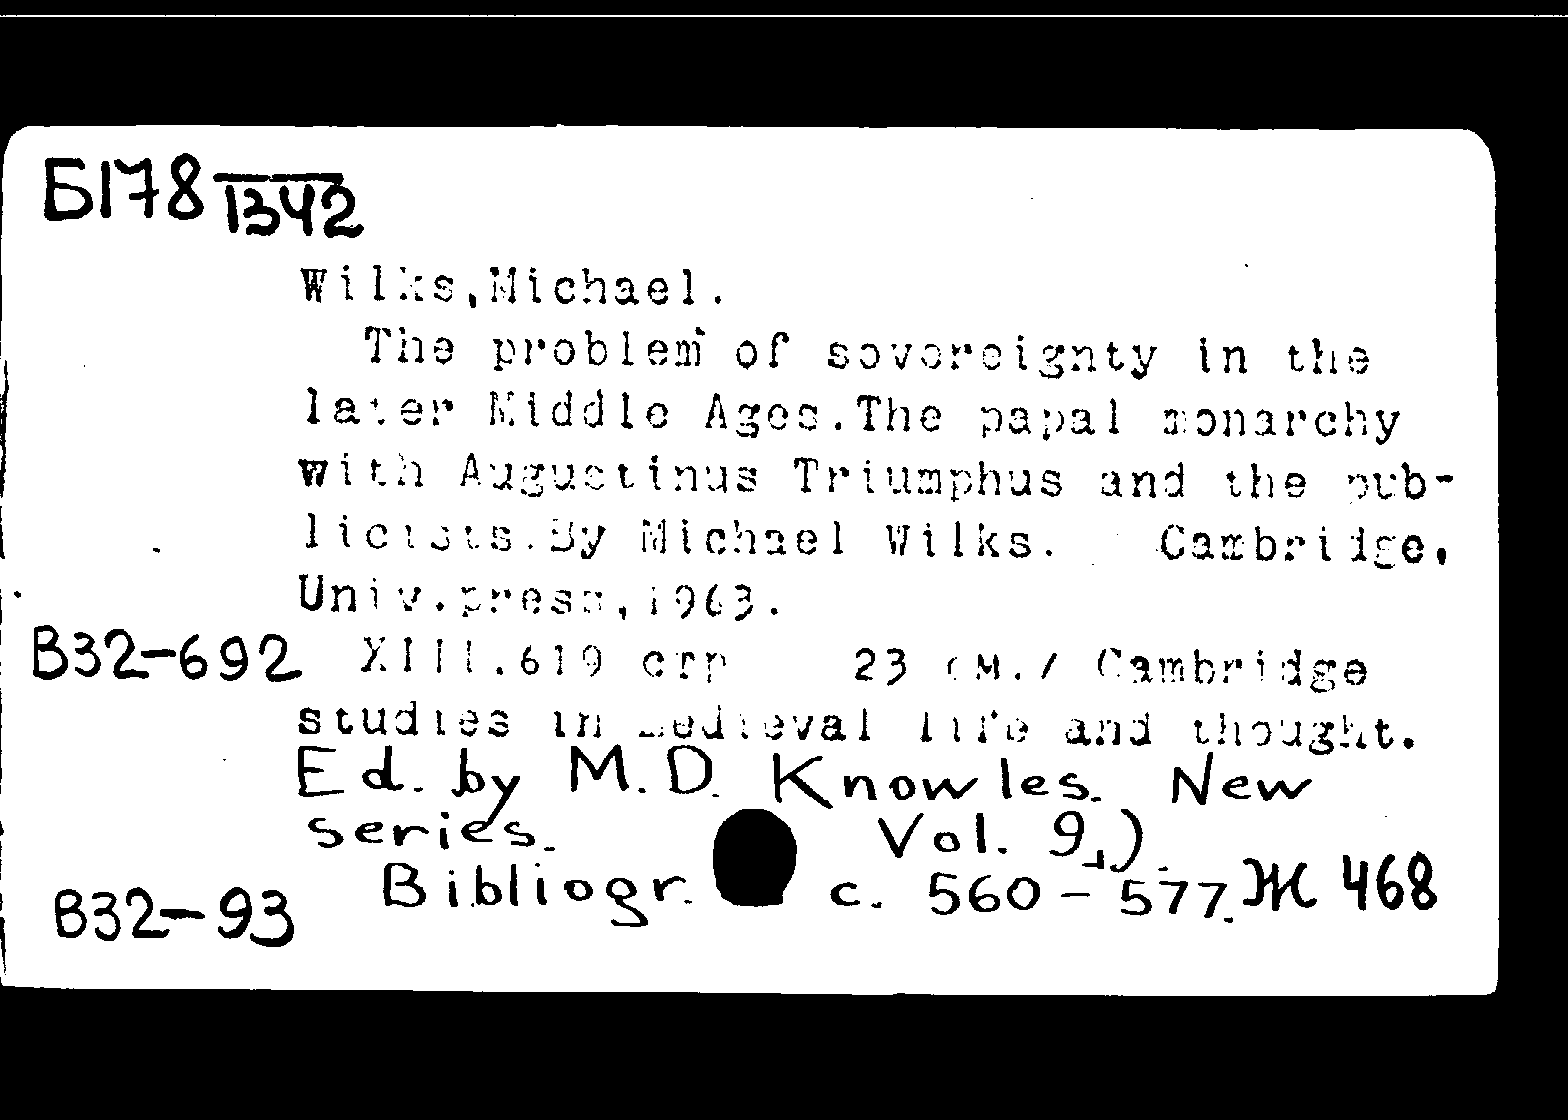 Б178 1342
Wilks,Michael.
The problem of sovereignty in the
later Middle Ages.The papal monarchy
with Augustinus Triumphus and the pub-
licists.By Michael Wilks. Cambridge,
Univ.press,1963.
B32-692 XIII.619 стр 23 см./ Cambridge
studies in medieval life and thought.
Ed. by M.D. Knowles. New
series. Vol. 9.)
Bibliogr. c. 560-577. Ж 468
B32-93